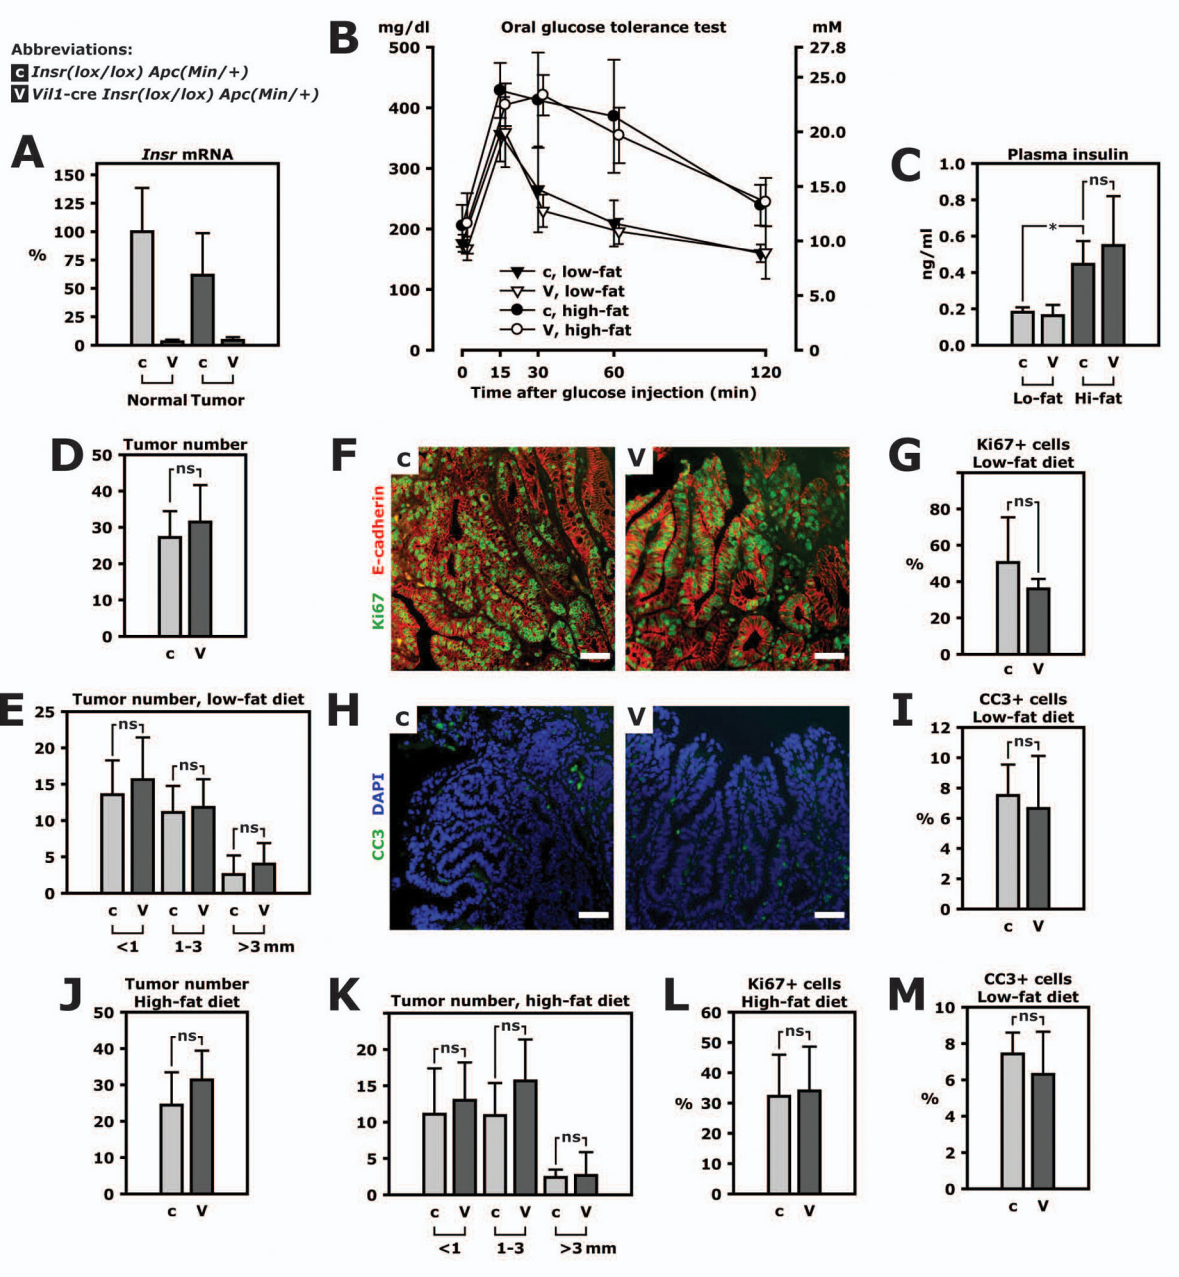 Abbreviations:
c Insr(lox/lox) Apc(Min/+)
V Vil1-cre Insr(lox/lox) Apc(Min/+)
A
Insr mRNA
150
125
100
75
50
25
0
%
c V c V
Normal Tumor
B
mg/dl
Oral glucose tolerance test
mM
500
400
300
200
100
0
27.8
25.0
20.0
15.0
10.0
5.0
0
c, low-fat
V, low-fat
c, high-fat
V, high-fat
0 15 30 60 120
Time after glucose injection (min)
C
Plasma insulin
1.0
0.8
0.6
0.4
0.2
0.0
ng/ml
*
ns
c V c V
Lo-fat Hi-fat
D
Tumor number
50
40
30
20
10
0
ns
c V
F
c
V
Ki67 E-cadherin
G
Ki67+ cells
Low-fat diet
80
60
40
20
0
%
ns
c V
E
Tumor number, low-fat diet
25
20
15
10
5
0
ns
ns
ns
c V c V c V
<1 1-3 >3 mm
H
c
V
CC3 DAPI
I
CC3+ cells
Low-fat diet
12
10
8
6
4
2
0
%
ns
c V
J
Tumor number
High-fat diet
50
40
30
20
10
0
ns
c V
K
Tumor number, high-fat diet
20
15
10
5
0
ns
ns
ns
c V c V c V
<1 1-3 >3 mm
L
Ki67+ cells
High-fat diet
60
50
40
30
20
10
0
%
ns
c V
M
CC3+ cells
Low-fat diet
10
8
6
4
2
0
%
ns
c V